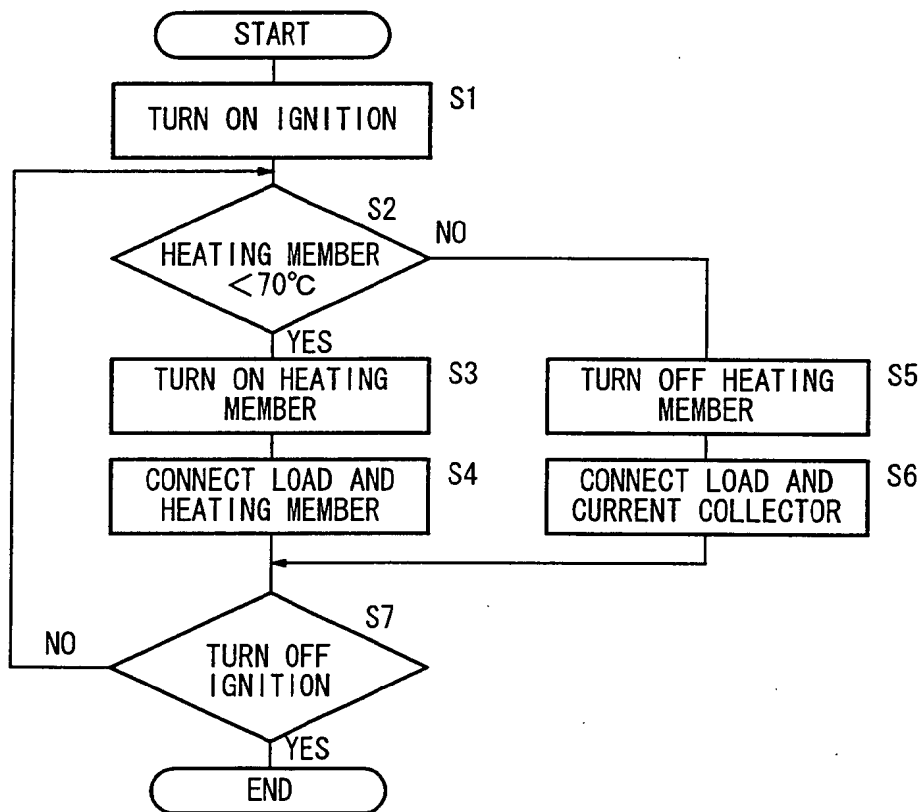 START
TURN ON IGNITION
S1
S2
NO
HEATING MEMBER
<70℃
YES
TURN ON HEATING
MEMBER
S3
TURN OFF HEATING
MEMBER
S5
CONNECT LOAD AND
HEATING MEMBER
S4
CONNECT LOAD AND
CURRENT COLLECTOR
S6
S7
NO
TURN OFF
IGNITION
YES
END